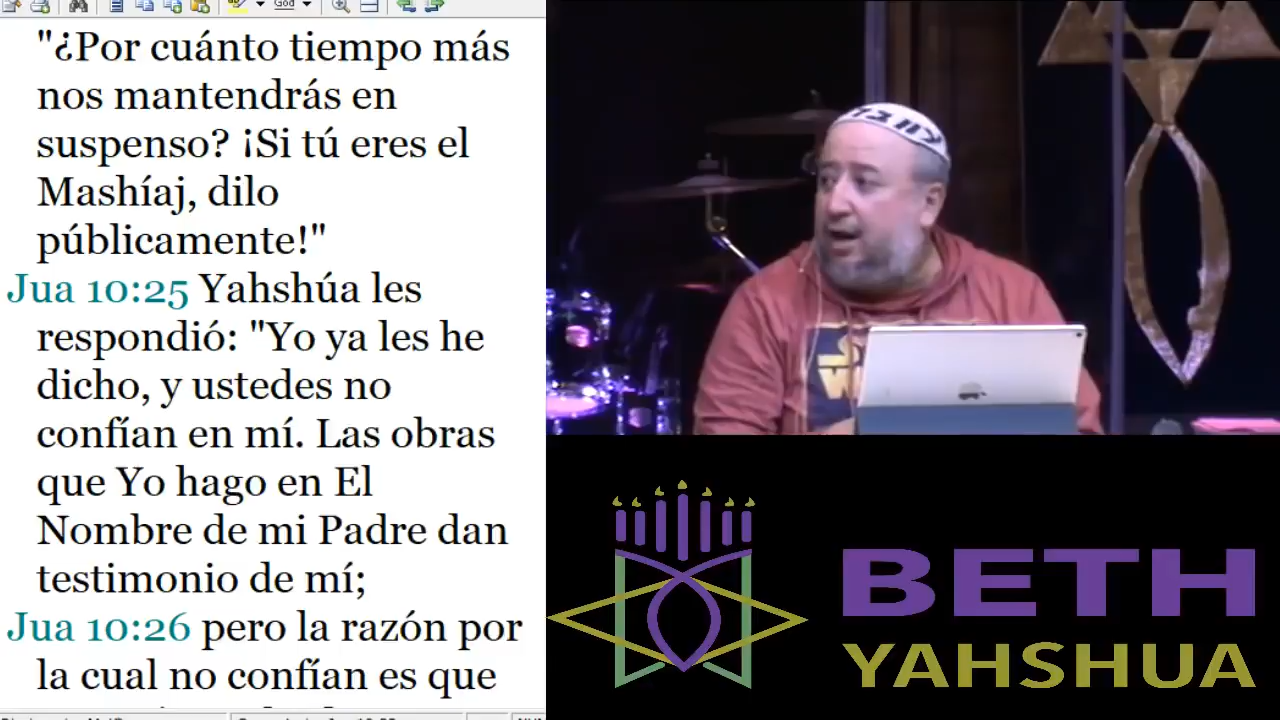 "¿Por cuánto tiempo más
nos mantendrás en
suspenso? ¡Si tú eres el
Mashíaj, dilo
públicamente!"
Jua 10:25 Yahshúa les
respondió: "Yo ya les he
dicho, y ustedes no
confían en mí. Las obras
que Yo hago en El
Nombre de mi Padre dan
testimonio de mí;
Jua 10:26 pero la razón por
la cual no confían es que
BETH
YAHSHUA